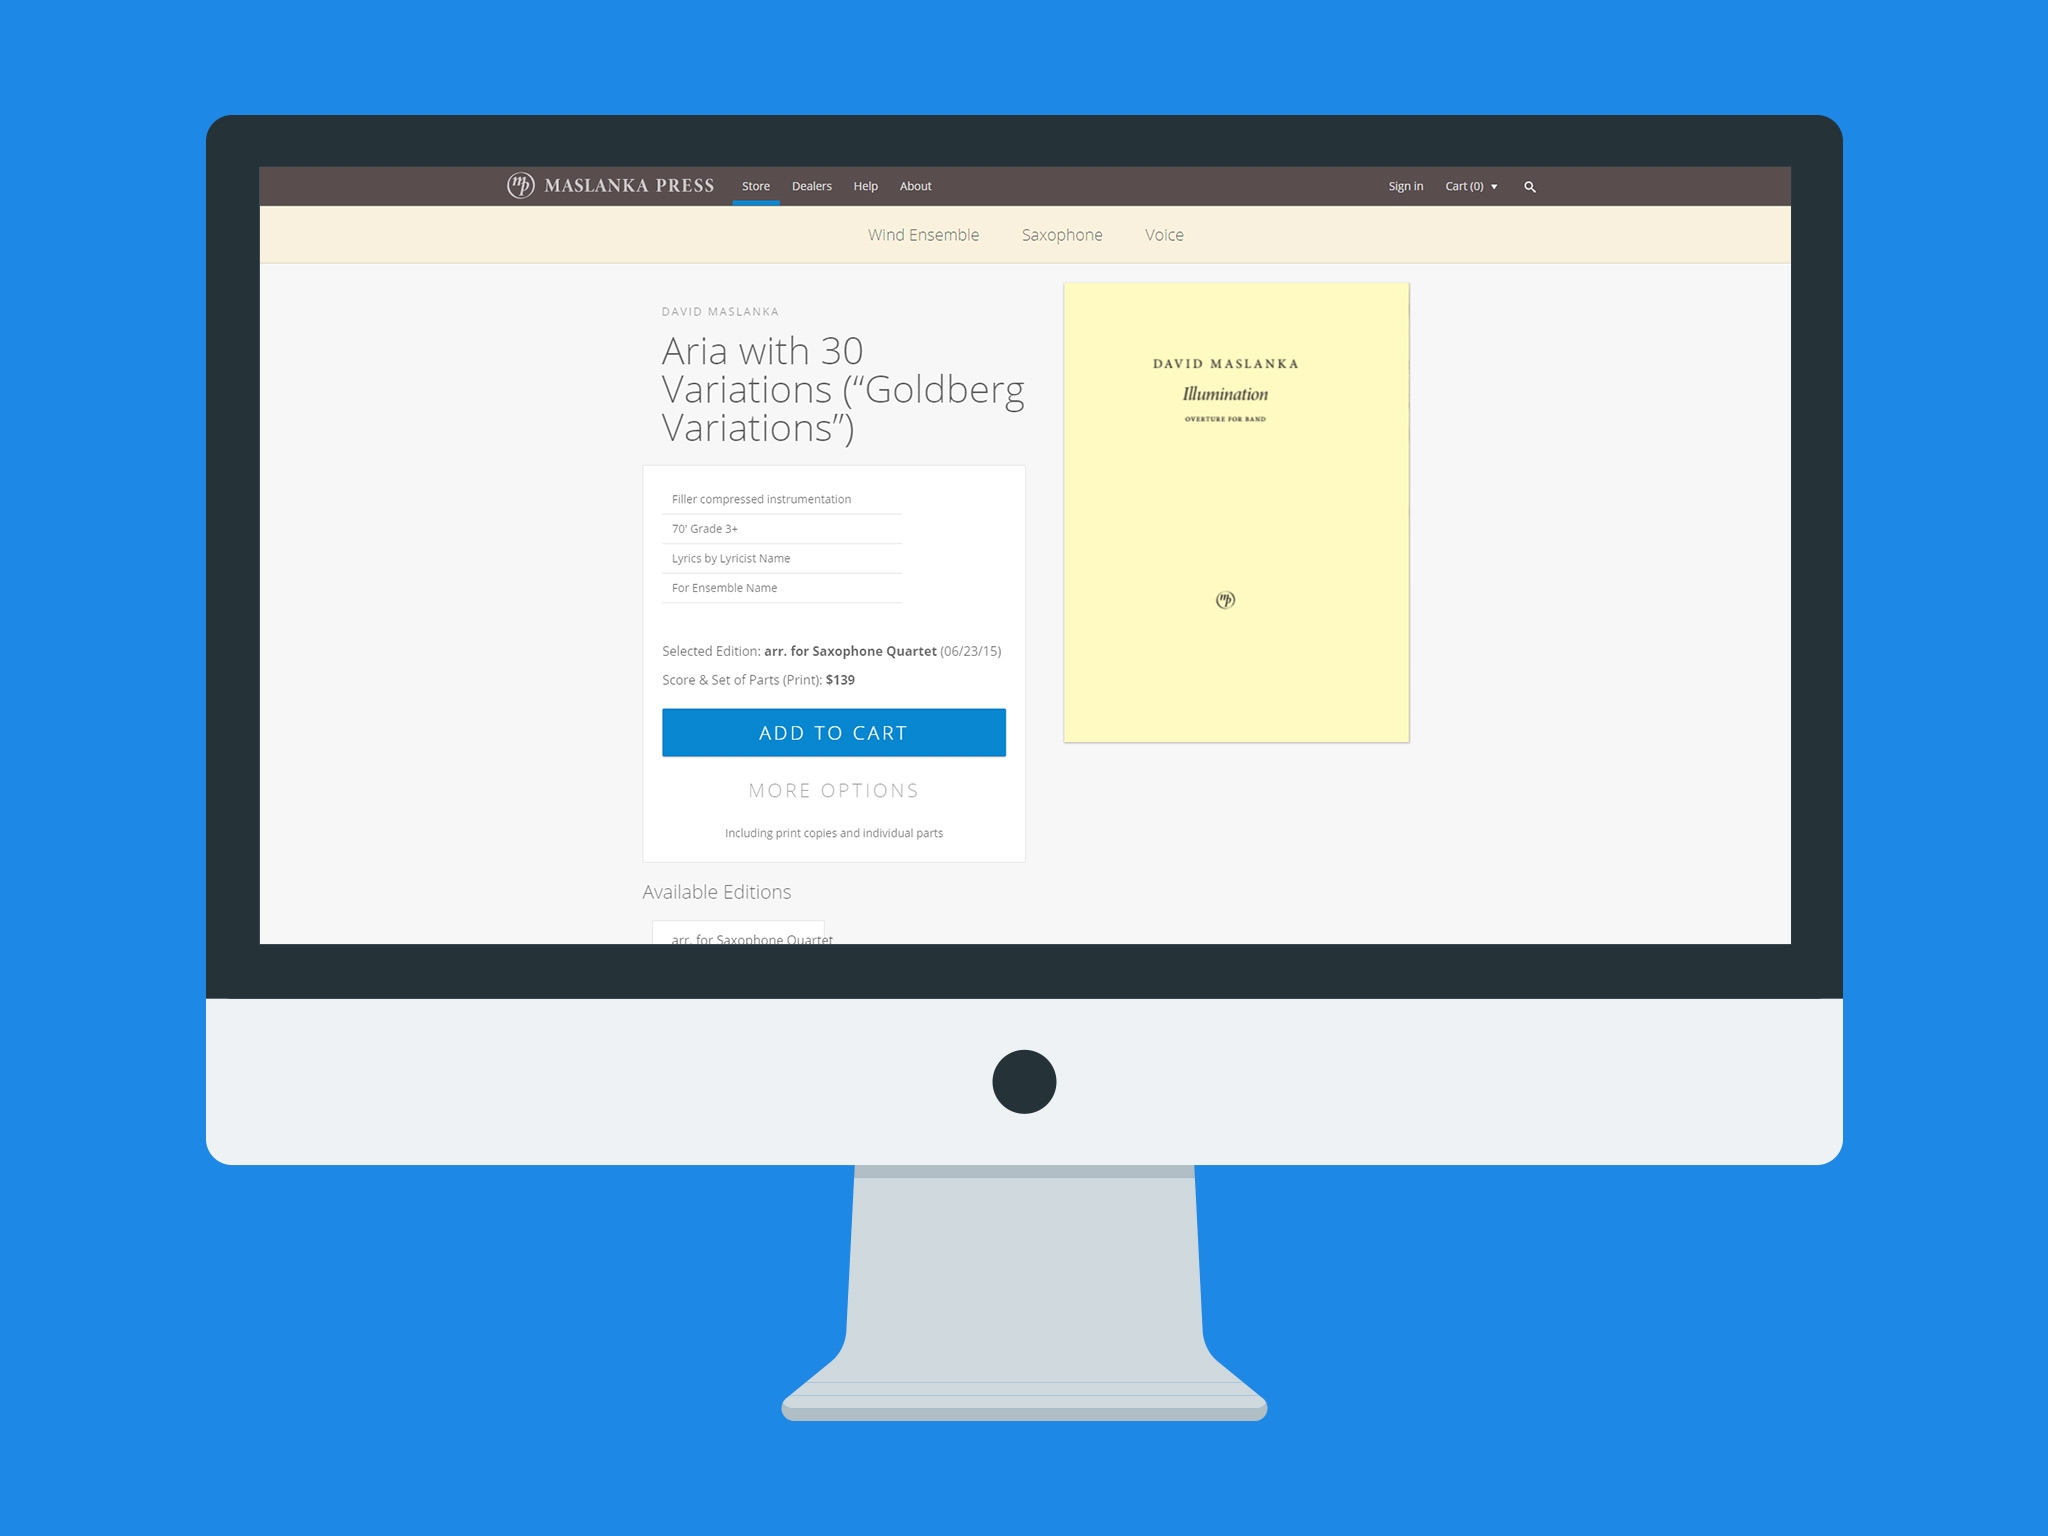 mp MASLANKA PRESS Store Dealers Help About Sign in Cart (0)
Wind Ensemble Saxophone Voice
DAVID MASLANKA
Aria with 30
Variations (“Goldberg
Variations”)
Filler compressed instrumentation
70' Grade 3+
Lyrics by Lyricist Name
For Ensemble Name
Selected Edition: arr. for Saxophone Quartet (06/23/15)
Score & Set of Parts (Print): $139
ADD TO CART
MORE OPTIONS
Including print copies and individual parts
Available Editions
arr. for Saxophone Quartet
DAVID MASLANKA
Illumination
OVERTURE FOR BAND
mp